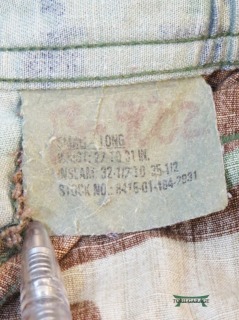 SMALL LONG
WAIST: 27 TO 31 IN.
INSEAM: 32-1/2 TO 35-1/2
STOCK NO.: 8415-01-184-